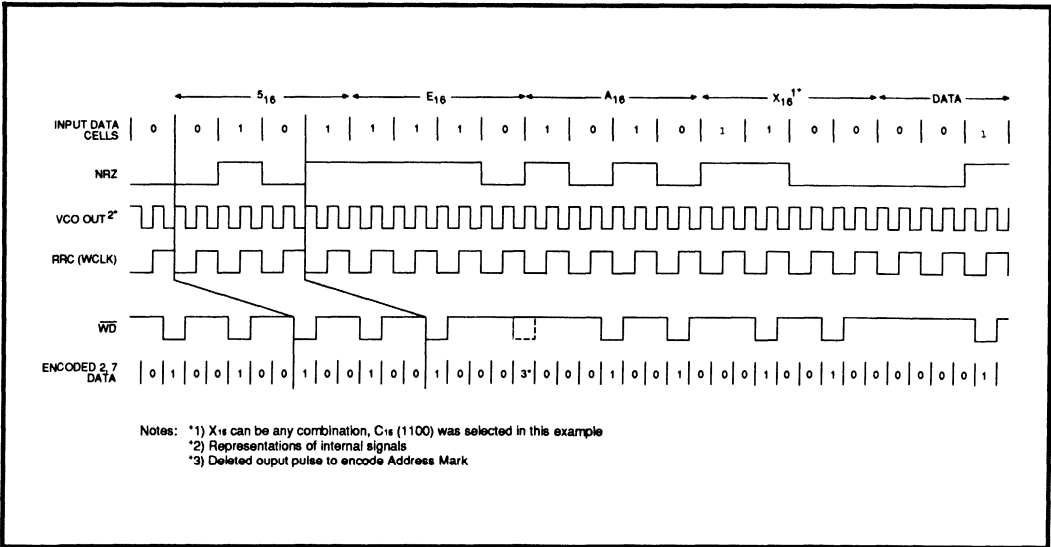 5₁₆ E₁₆ A₁₆ X₁₆¹* DATA
INPUT DATA CELLS 0 0 1 0 1 1 1 1 0 1 0 1 0 1 1 0 0 0 0 1
NRZ
VCO OUT ²*
RRC (WCLK)
WD
ENCODED 2, 7 DATA 0 1 0 0 1 0 0 1 0 0 1 0 0 1 0 0 0 3* 0 0 0 1 0 0 1 0 0 0 1 0 0 1 0 0 0 0 0 0 1
Notes: *1) X₁₆ can be any combination, C₁₆ (1100) was selected in this example
*2) Representations of internal signals
*3) Deleted ouput pulse to encode Address Mark